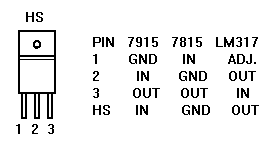 HS
PIN 7915 7815 LM317
1 GND IN ADJ.
2 IN GND OUT
3 OUT OUT IN
HS IN GND OUT
1 2 3